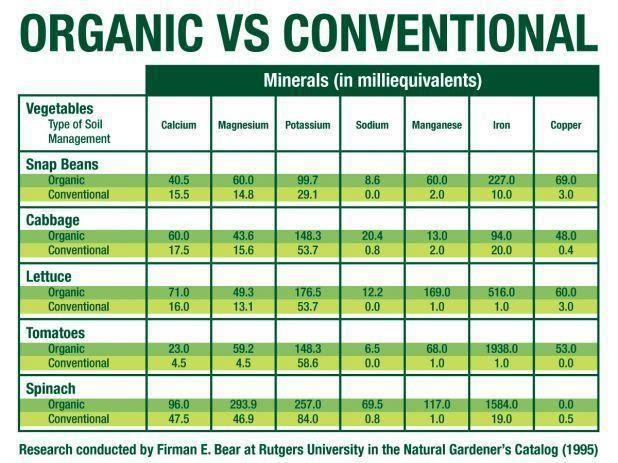 ORGANIC VS CONVENTIONAL
Minerals (in milliequivalents)
Vegetables
Type of Soil
Management
Calcium Magnesium Potassium Sodium Manganese Iron Copper
Snap Beans
Organic 40.5 60.0 99.7 8.6 60.0 227.0 69.0
Conventional 15.5 14.8 29.1 0.0 2.0 10.0 3.0
Cabbage
Organic 60.0 43.6 148.3 20.4 13.0 94.0 48.0
Conventional 17.5 15.6 53.7 0.8 2.0 20.0 0.4
Lettuce
Organic 71.0 49.3 176.5 12.2 169.0 516.0 60.0
Conventional 16.0 13.1 53.7 0.0 1.0 1.0 3.0
Tomatoes
Organic 23.0 59.2 148.3 6.5 68.0 1938.0 53.0
Conventional 4.5 4.5 58.6 0.0 1.0 1.0 0.0
Spinach
Organic 96.0 293.9 257.0 69.5 117.0 1584.0 0.0
Conventional 47.5 46.9 84.0 0.8 1.0 19.0 0.5
Research conducted by Firman E. Bear at Rutgers University in the Natural Gardener's Catalog (1995)